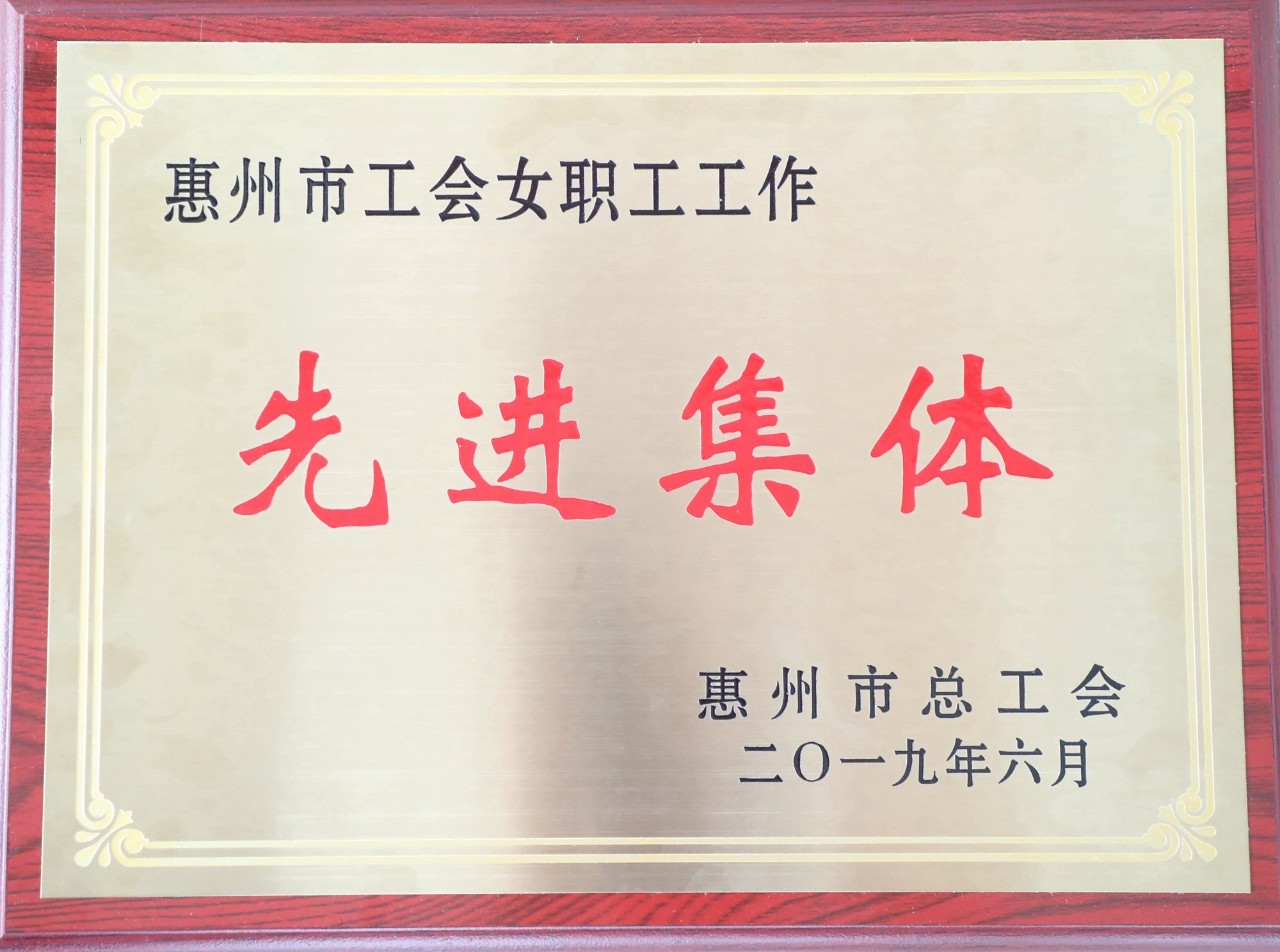 惠州市工会女职工工作
先进集体
惠州市总工会
二〇一九年六月